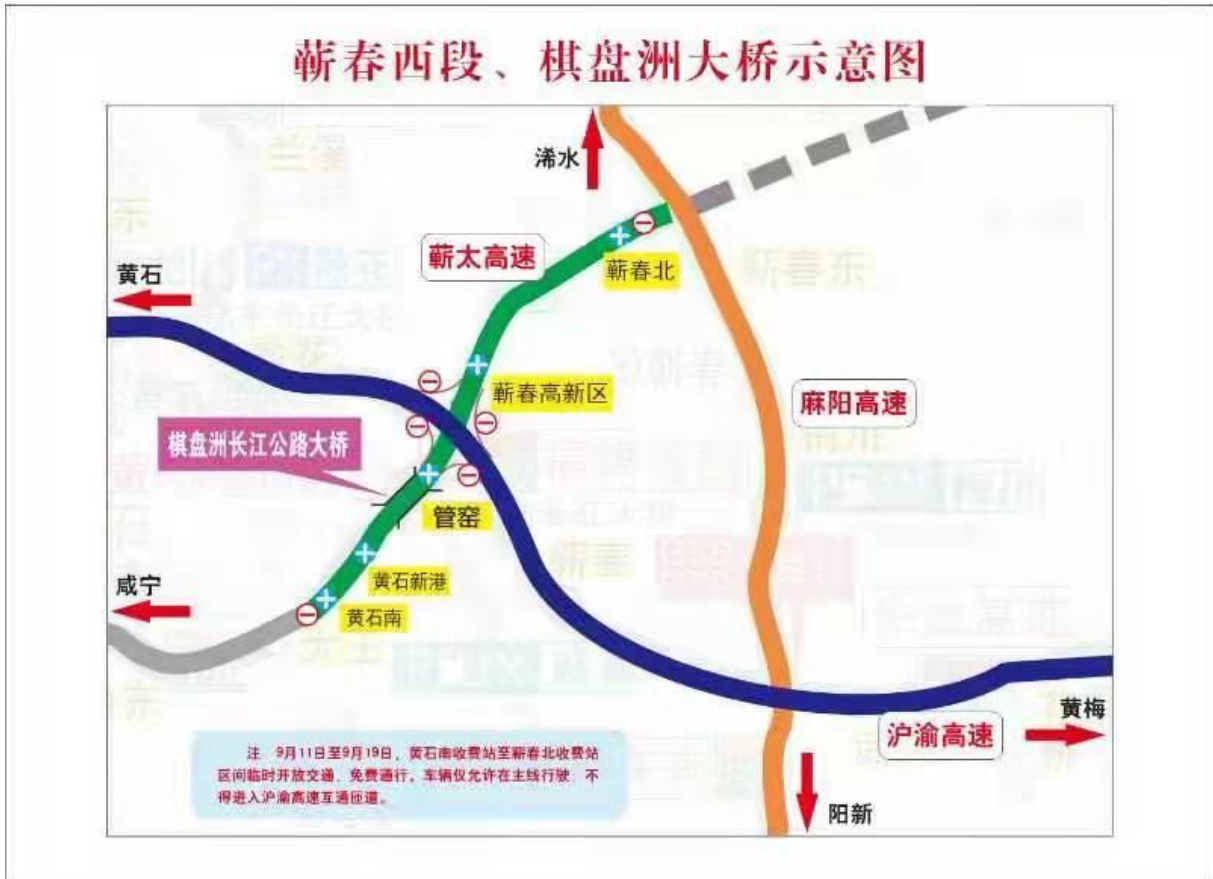 蕲春西段、棋盘洲大桥示意图
浠水
蕲太高速
蕲春北
黄石
蕲春高新区
麻阳高速
棋盘洲长江公路大桥
管窑
咸宁
黄石新港
黄石南
黄梅
沪渝高速
注 9月11日至9月19日，黄石南收费站至蕲春北收费站
区间临时开放交通，免费通行，车辆仅允许在主线行驶，不
得进入沪渝高速互通匝道。
阳新